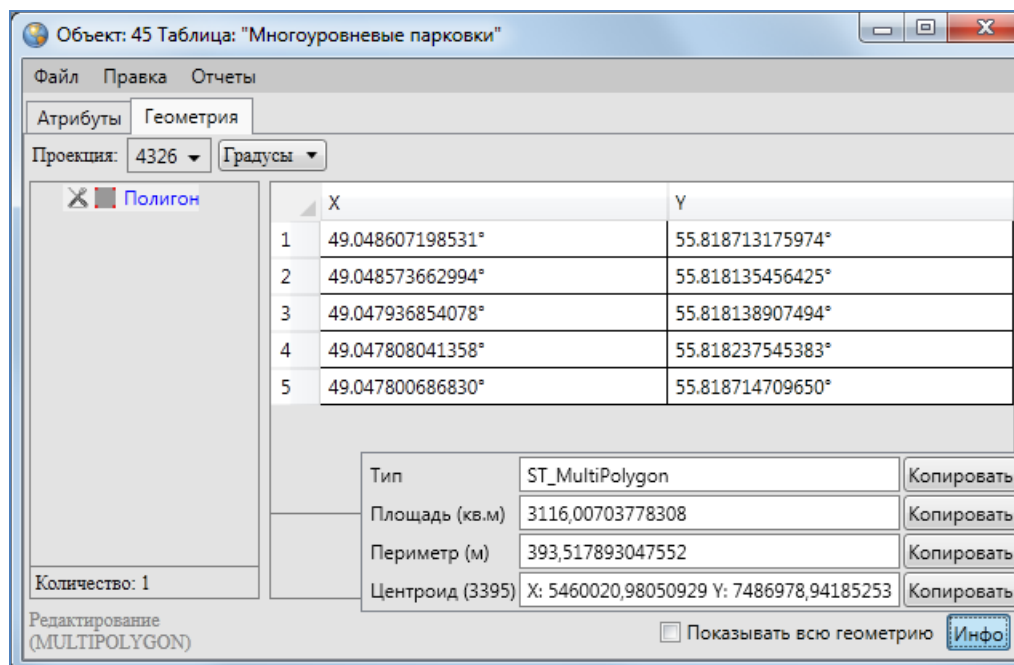 Объект: 45 Таблица: "Многоуровневые парковки"
Файл Правка Отчеты
Атрибуты Геометрия
Проекция: 4326 Градусы
Полигон
X Y
1 49.048607198531° 55.818713175974°
2 49.048573662994° 55.818135456425°
3 49.047936854078° 55.818138907494°
4 49.047808041358° 55.818237545383°
5 49.047800686830° 55.818714709650°
Тип ST_MultiPolygon Копировать
Площадь (кв.м) 3116,00703778308 Копировать
Периметр (м) 393,517893047552 Копировать
Центроид (3395) X: 5460020,98050929 Y: 7486978,94185253 Копировать
Количество: 1
Редактирование
(MULTIPOLYGON)
Показывать всю геометрию Инфо